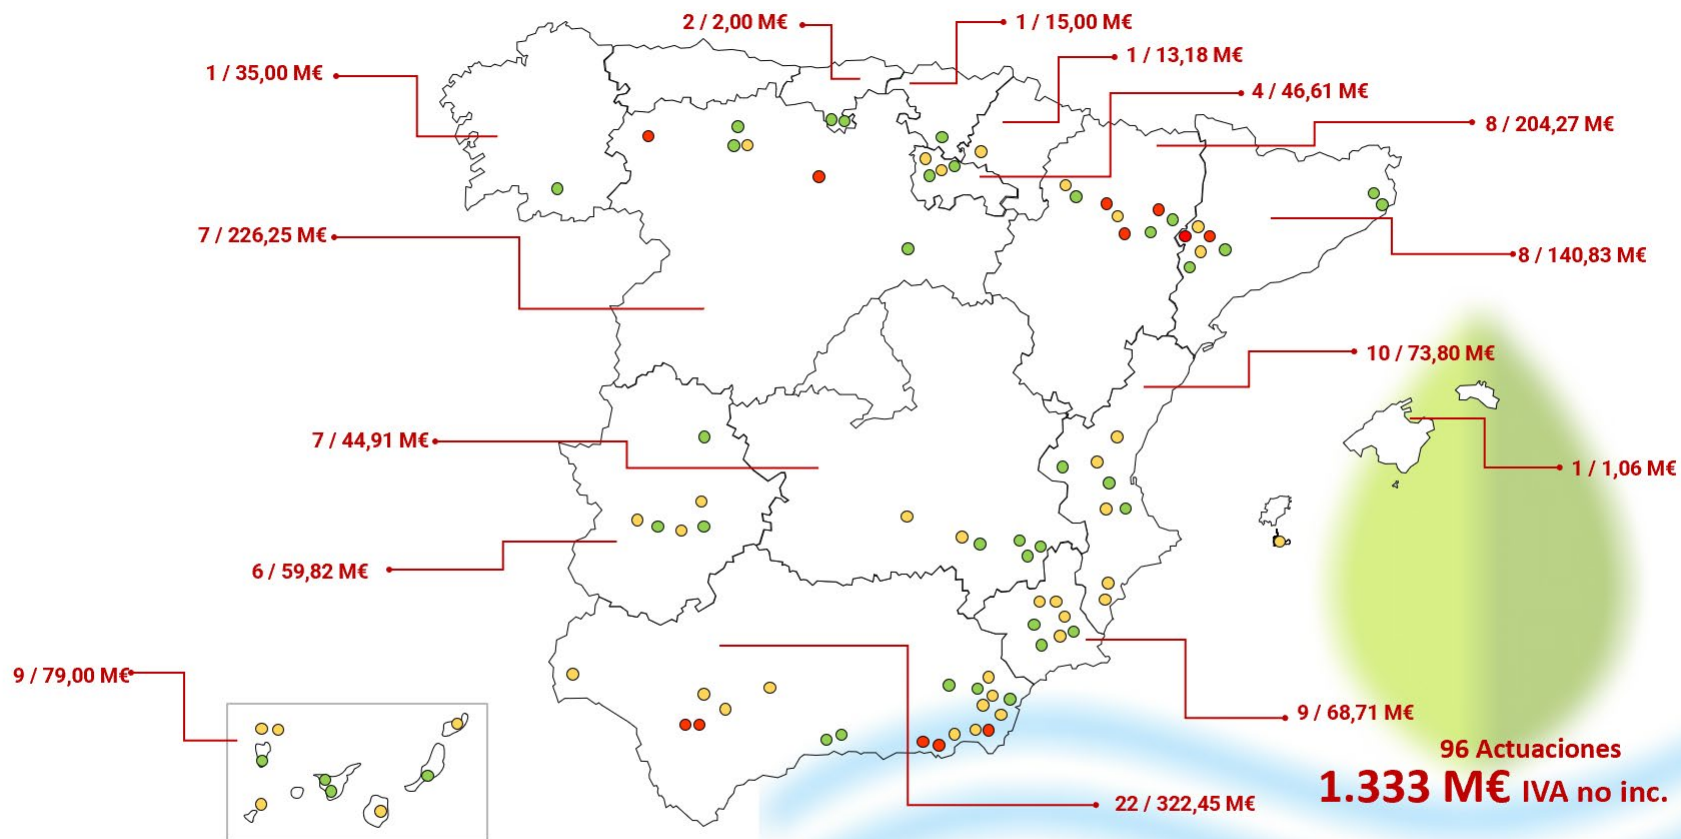 2 / 2,00 M€
1 / 15,00 M€
1 / 13,18 M€
1 / 35,00 M€
4 / 46,61 M€
8 / 204,27 M€
7 / 226,25 M€
8 / 140,83 M€
10 / 73,80 M€
7 / 44,91 M€
1 / 1,06 M€
6 / 59,82 M€
9 / 79,00 M€
9 / 68,71 M€
96 Actuaciones
1.333 M€ IVA no inc.
22 / 322,45 M€